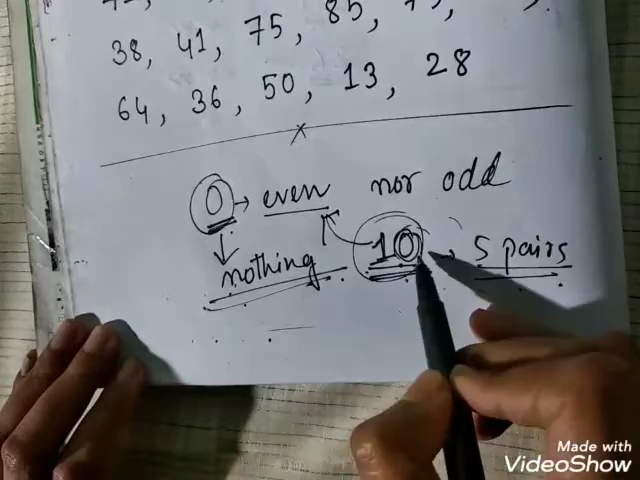 85,
38, 41, 75,
64, 36, 50, 13, 28
0 → even nor odd
nothing 10 → 5 pairs
Made with
VideoShow